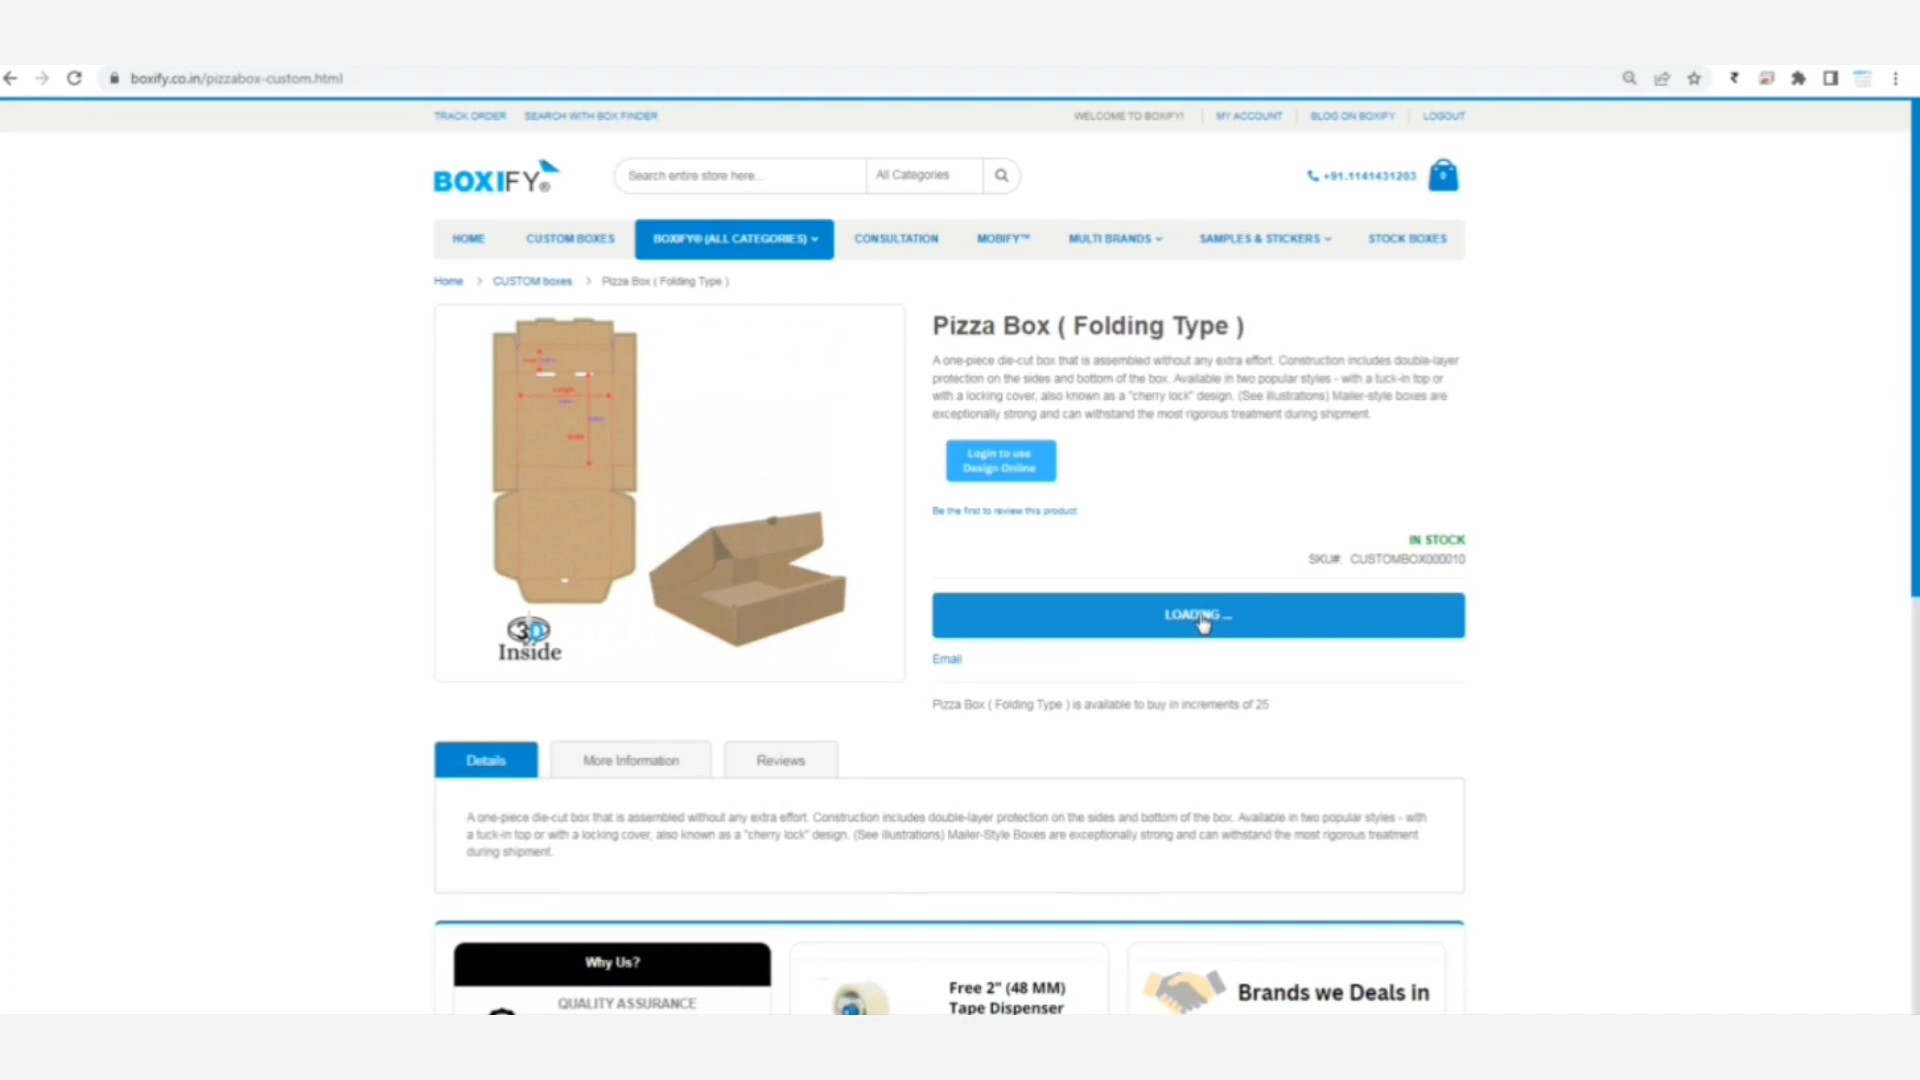 boxify.co.in/pizzabox-custom.html
TRACK ORDER SEARCH WITH BOX FINDER WELCOME TO BOXIFY! MY ACCOUNT BLOG ON BOXIFY LOGOUT
BOXIFY® Search entire store here... All Categories +91.1141431203 0
HOME CUSTOM BOXES BOXIFY® (ALL CATEGORIES) CONSULTATION MOBIFY™ MULTI BRANDS SAMPLES & STICKERS STOCK BOXES
Home > CUSTOM boxes > Pizza Box ( Folding Type )
Pizza Box ( Folding Type )
A one-piece die-cut box that is assembled without any extra effort. Construction includes double-layer
protection on the sides and bottom of the box. Available in two popular styles - with a tuck-in top or
with a locking cover, also known as a "cherry lock" design. (See illustrations) Mailer-style boxes are
exceptionally strong and can withstand the most rigorous treatment during shipment.
Length
Width
3D
Inside
Login to use
Design Online
Be the first to review this product
IN STOCK
SKU#: CUSTOMBOX000010
LOADING ...
Email
Pizza Box ( Folding Type ) is available to buy in increments of 25
Details More Information Reviews
A one-piece die-cut box that is assembled without any extra effort. Construction includes double-layer protection on the sides and bottom of the box. Available in two popular styles - with
a tuck-in top or with a locking cover, also known as a "cherry lock" design. (See illustrations) Mailer-Style Boxes are exceptionally strong and can withstand the most rigorous treatment
during shipment.
Why Us?
QUALITY ASSURANCE
Free 2" (48 MM)
Tape Dispenser
Brands we Deals in